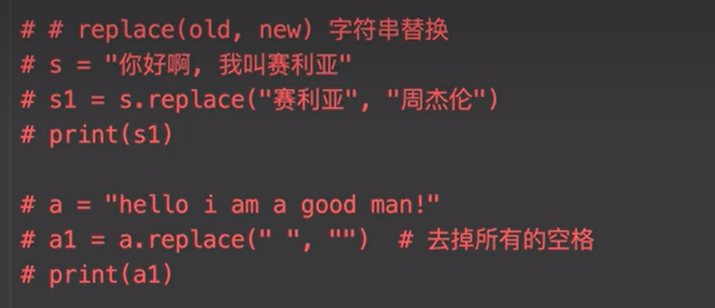 # # replace(old, new) 字符串替换
# s = "你好啊, 我叫赛利亚"
# s1 = s.replace("赛利亚", "周杰伦")
# print(s1)
# a = "hello i am a good man!"
# a1 = a.replace(" ", "")  # 去掉所有的空格
# print(a1)